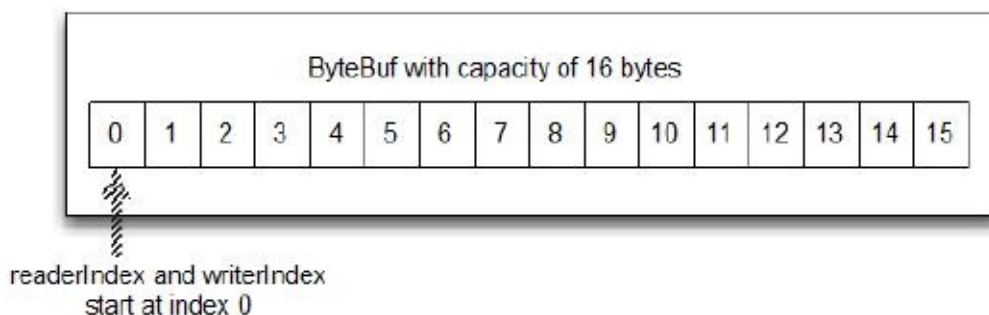 ByteBuf with capacity of 16 bytes
0 1 2 3 4 5 6 7 8 9 10 11 12 13 14 15
readerIndex and writerIndex
start at index 0